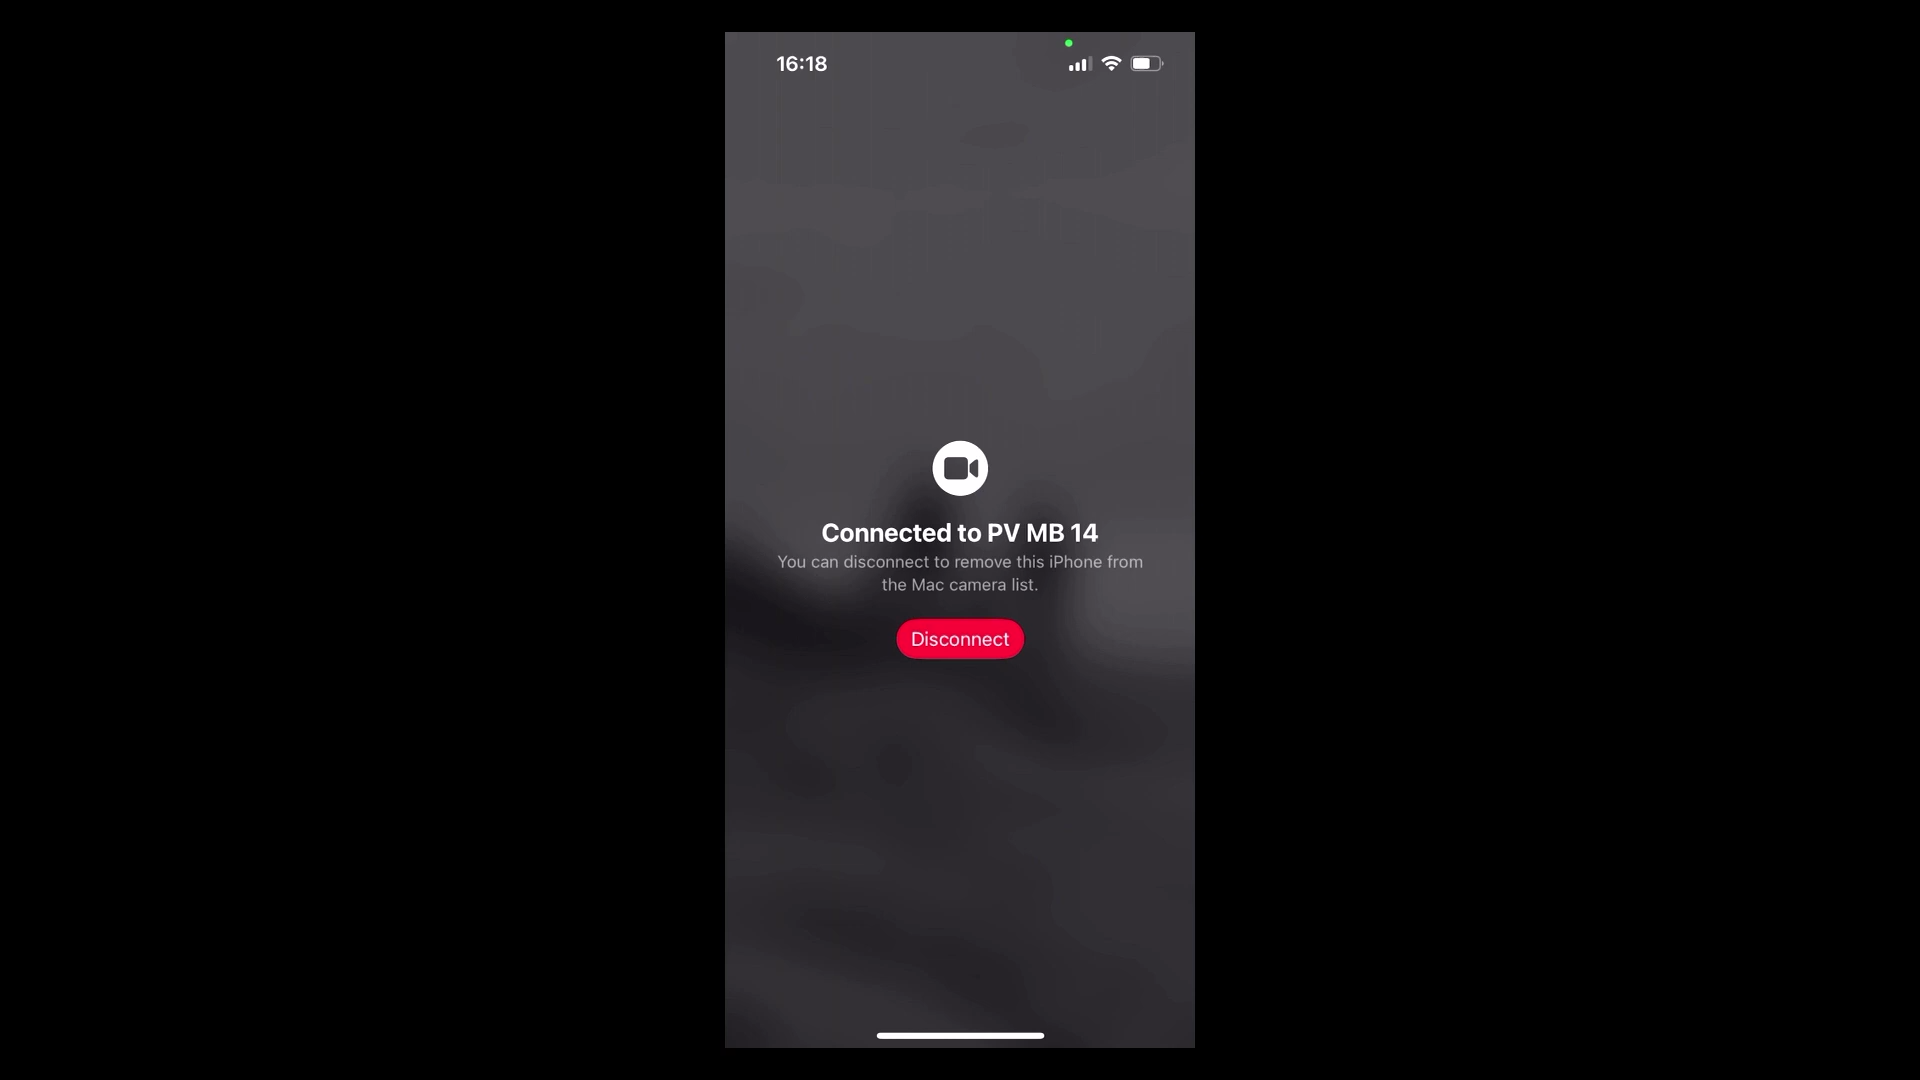 16:18
Connected to PV MB 14
You can disconnect to remove this iPhone from
the Mac camera list.
Disconnect